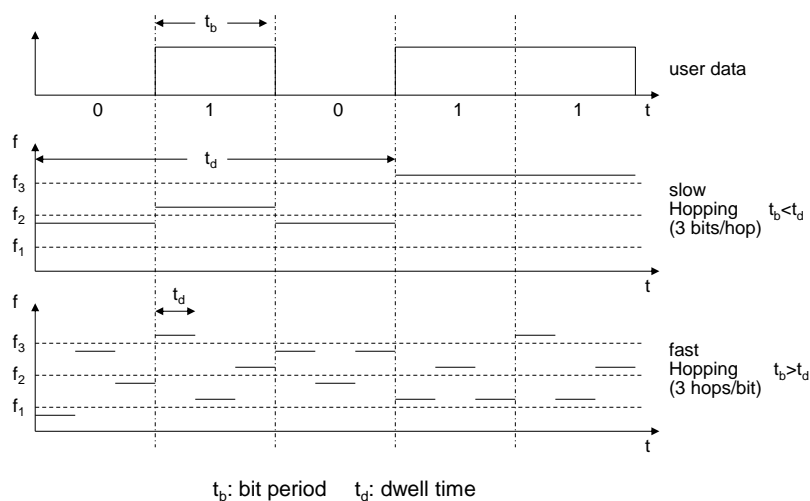 t_b
user data
0 1 0 1 1 t
f
t_d
f_3
f_2
f_1
slow
Hopping t_b<t_d
(3 bits/hop)
t
f
t_d
f_3
f_2
f_1
fast
Hopping t_b>t_d
(3 hops/bit)
t
t_b: bit period t_d: dwell time